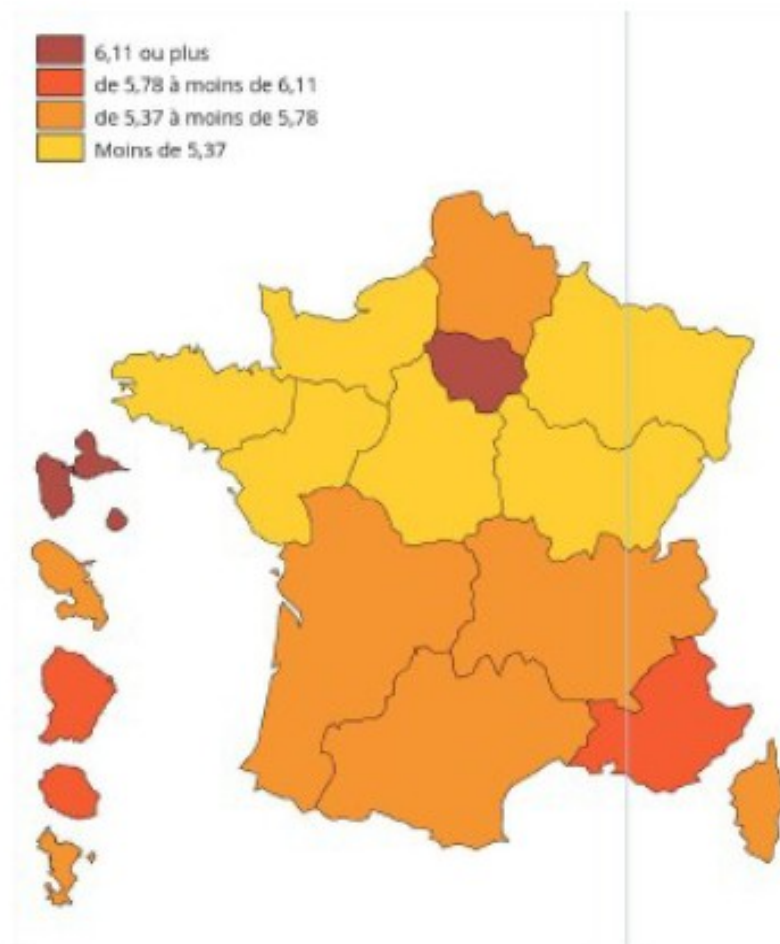 6,11 ou plus
de 5,78 à moins de 6,11
de 5,37 à moins de 5,78
Moins de 5,37